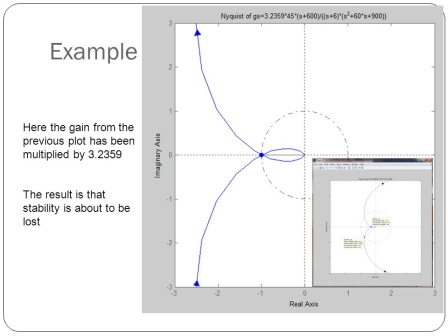 Example
Here the gain from the
previous plot has been
multiplied by 3.2359
The result is that
stability is about to be
lost
Nyquist of gs=3.2359*45*(s+600)/((s+6)*(s²+60*s+900))
Imaginary Axis
3
2
1
0
-1
-2
-3
-3
-2
-1
0
1
2
3
Real Axis